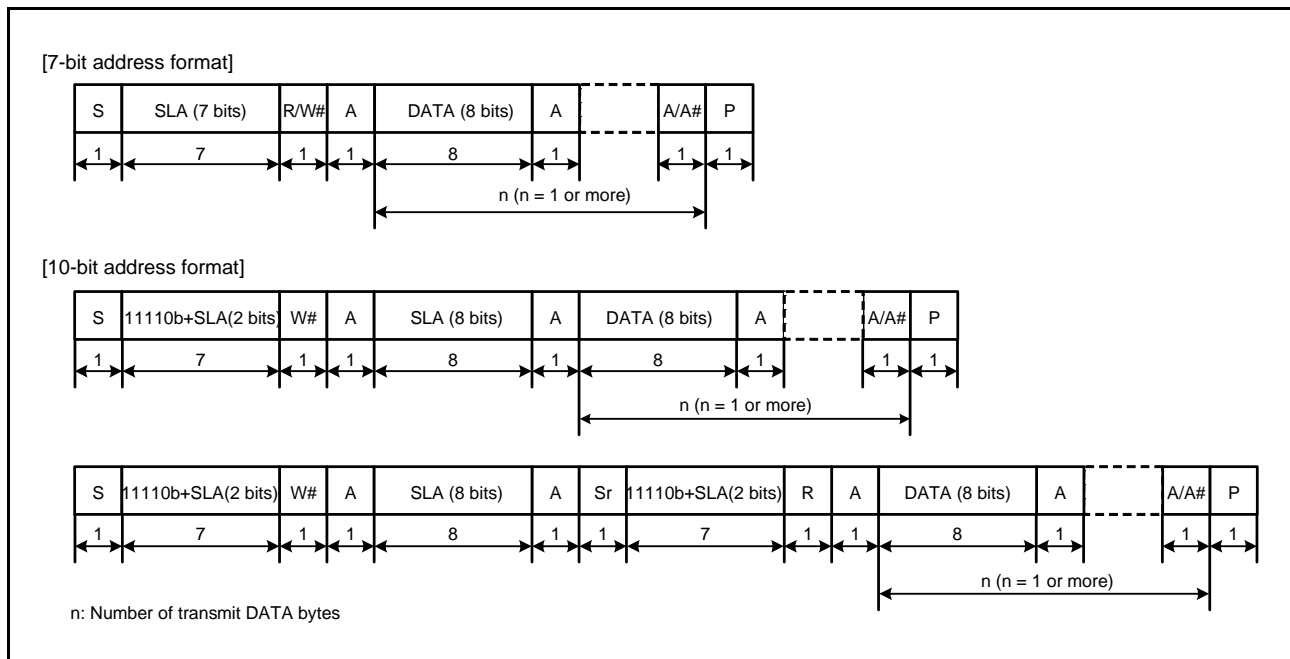 [7-bit address format]
S SLA (7 bits) R/W# A DATA (8 bits) A A/A# P
1 7 1 1 8 1 1 1
n (n = 1 or more)
[10-bit address format]
S 11110b+SLA(2 bits) W# A SLA (8 bits) A DATA (8 bits) A A/A# P
1 7 1 1 8 1 8 1 1 1
n (n = 1 or more)
S 11110b+SLA(2 bits) W# A SLA (8 bits) A Sr 11110b+SLA(2 bits) R A DATA (8 bits) A A/A# P
1 7 1 1 8 1 1 7 1 1 8 1 1 1
n (n = 1 or more)
n: Number of transmit DATA bytes